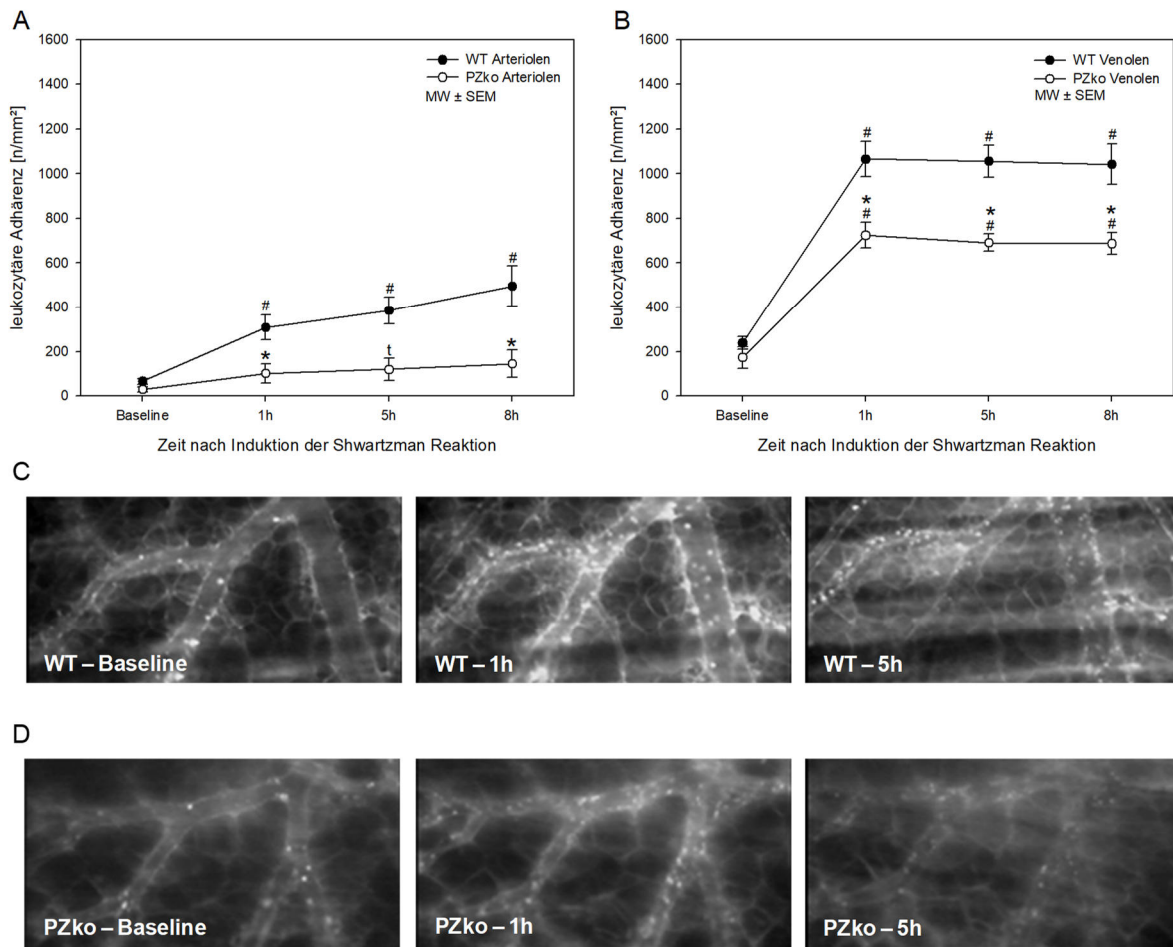 A
leukozytäre Adhärenz [n/mm²]
1600
1400
1200
1000
800
600
400
200
0
WT Arteriolen
PZko Arteriolen
MW ± SEM
# # #
* t *
Baseline 1h 5h 8h
Zeit nach Induktion der Shwartzman Reaktion
B
leukozytäre Adhärenz [n/mm²]
1600
1400
1200
1000
800
600
400
200
0
WT Venolen
PZko Venolen
MW ± SEM
# # #
* * *
# # #
Baseline 1h 5h 8h
Zeit nach Induktion der Shwartzman Reaktion
C
WT – Baseline
WT – 1h
WT – 5h
D
PZko – Baseline
PZko – 1h
PZko – 5h